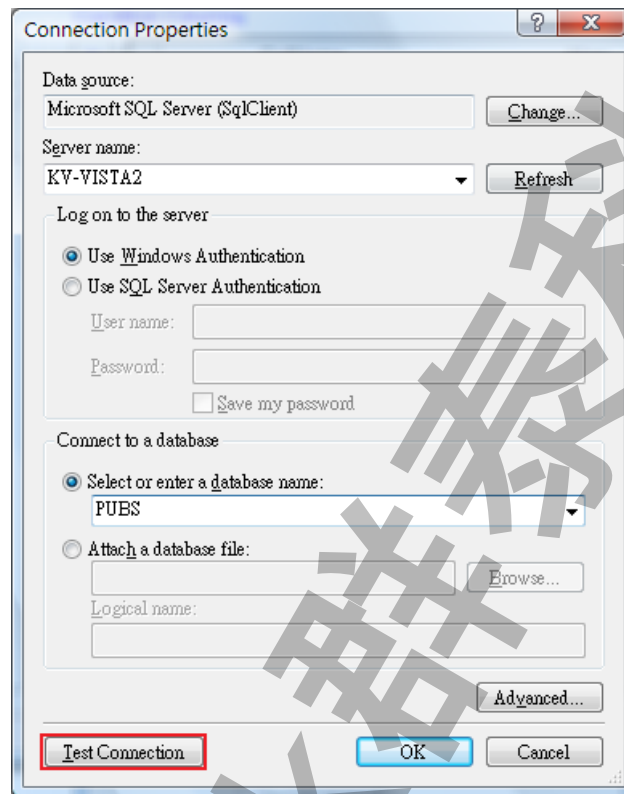 Connection Properties
Data source:
Microsoft SQL Server (SqlClient)
Change...
Server name:
KV-VISTA2
Refresh
Log on to the server
Use Windows Authentication
Use SQL Server Authentication
User name:
Password:
Save my password
Connect to a database
Select or enter a database name:
PUBS
Attach a database file:
Browse...
Logical name:
Advanced...
Test Connection
OK
Cancel
群泰